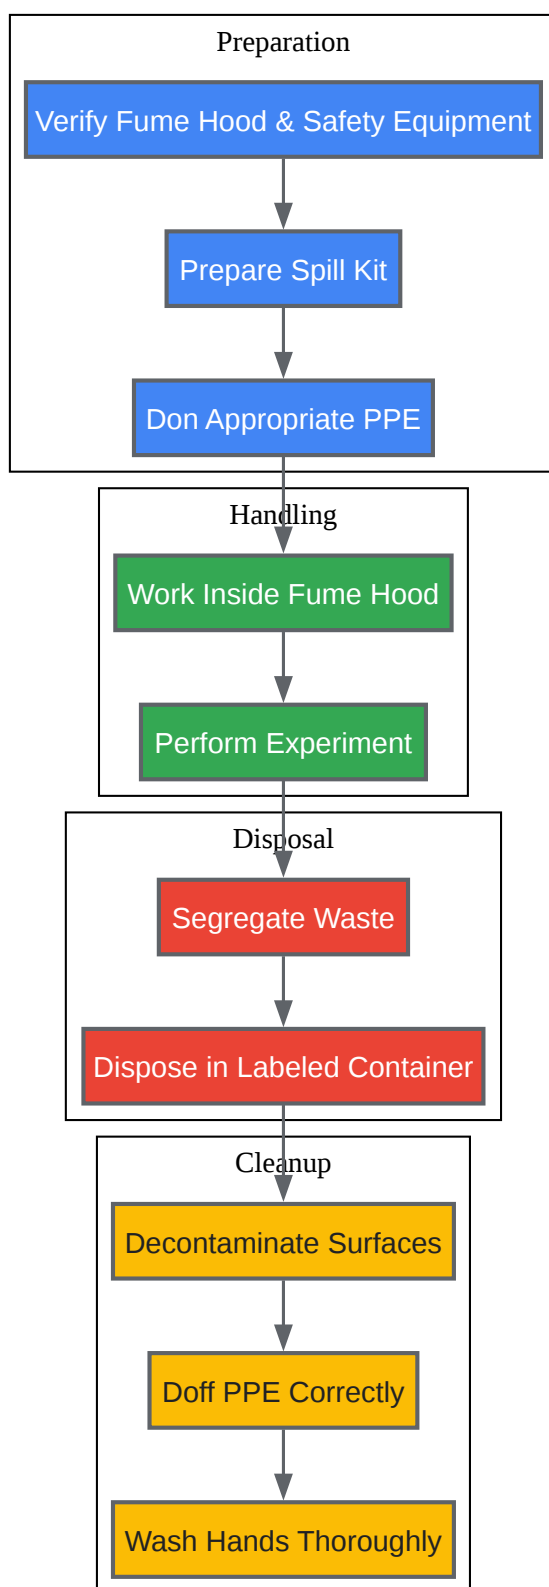 Preparation
Verify Fume Hood & Safety Equipment
Prepare Spill Kit
Don Appropriate PPE
Handling
Work Inside Fume Hood
Perform Experiment
Disposal
Segregate Waste
Dispose in Labeled Container
Cleanup
Decontaminate Surfaces
Doff PPE Correctly
Wash Hands Thoroughly